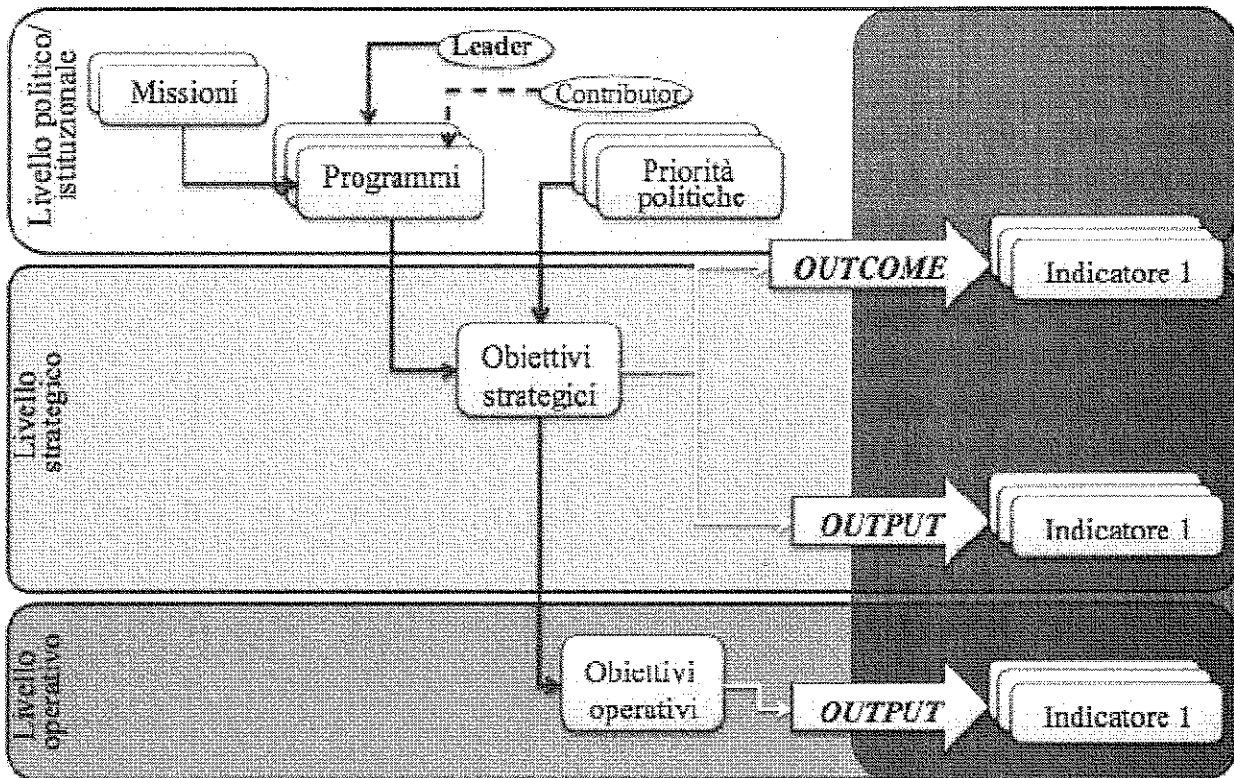 Livello politico/
istituzionale
Leader
Missioni
Contributor
Programmi
Priorità
politiche
OUTCOME
Indicatore 1
Livello
strategico
Obiettivi
strategici
OUTPUT
Indicatore 1
Livello
operativo
Obiettivi
operativi
OUTPUT
Indicatore 1